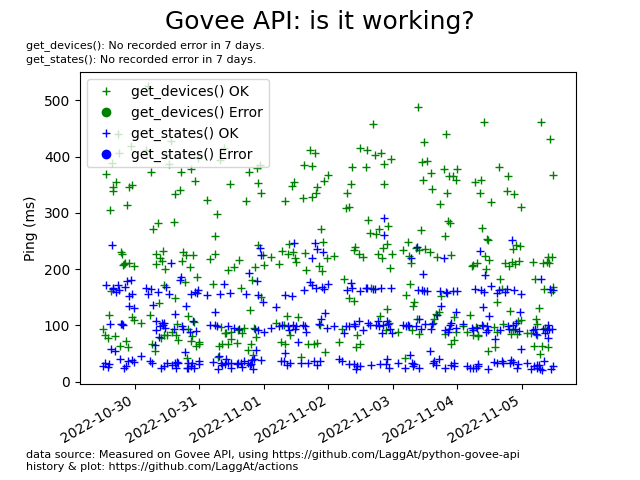 Govee API: is it working?
get_devices(): No recorded error in 7 days.
get_states(): No recorded error in 7 days.
get_devices() OK
get_devices() Error
get_states() OK
get_states() Error
Ping (ms)
500
400
300
200
100
0
2022-10-30
2022-10-31
2022-11-01
2022-11-02
2022-11-03
2022-11-04
2022-11-05
data source: Measured on Govee API, using https://github.com/LaggAt/python-govee-api
history & plot: https://github.com/LaggAt/actions